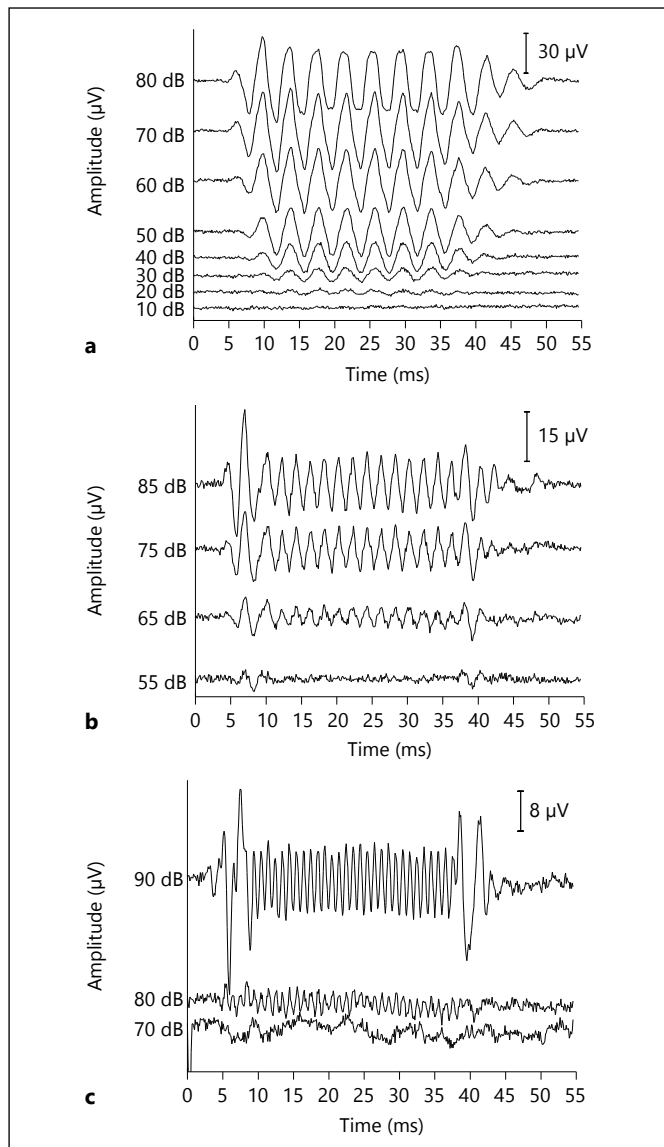 30 µV
80 dB
70 dB
60 dB
50 dB
40 dB
30 dB
20 dB
10 dB
Amplitude (µV)
0 5 10 15 20 25 30 35 40 45 50 55
a
Time (ms)
15 µV
85 dB
75 dB
65 dB
55 dB
Amplitude (µV)
0 5 10 15 20 25 30 35 40 45 50 55
b
Time (ms)
8 µV
90 dB
80 dB
70 dB
Amplitude (µV)
0 5 10 15 20 25 30 35 40 45 50 55
c
Time (ms)